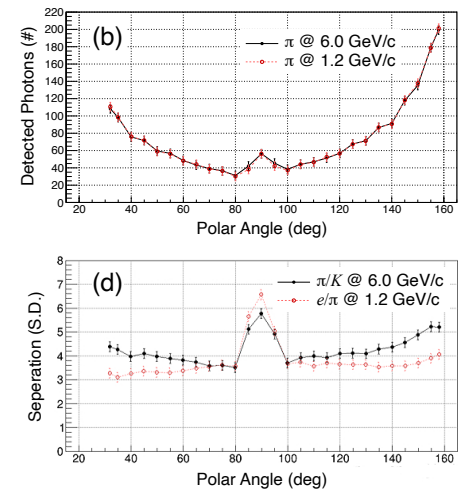 220
200
180
160
140
120
100
80
60
40
20
0
Detected Photons (#)
(b)
π @ 6.0 GeV/c
π @ 1.2 GeV/c
20 40 60 80 100 120 140 160
Polar Angle (deg)
8
7
6
5
4
3
2
1
0
Seperation (S.D.)
(d)
π/K @ 6.0 GeV/c
e/π @ 1.2 GeV/c
20 40 60 80 100 120 140 160
Polar Angle (deg)